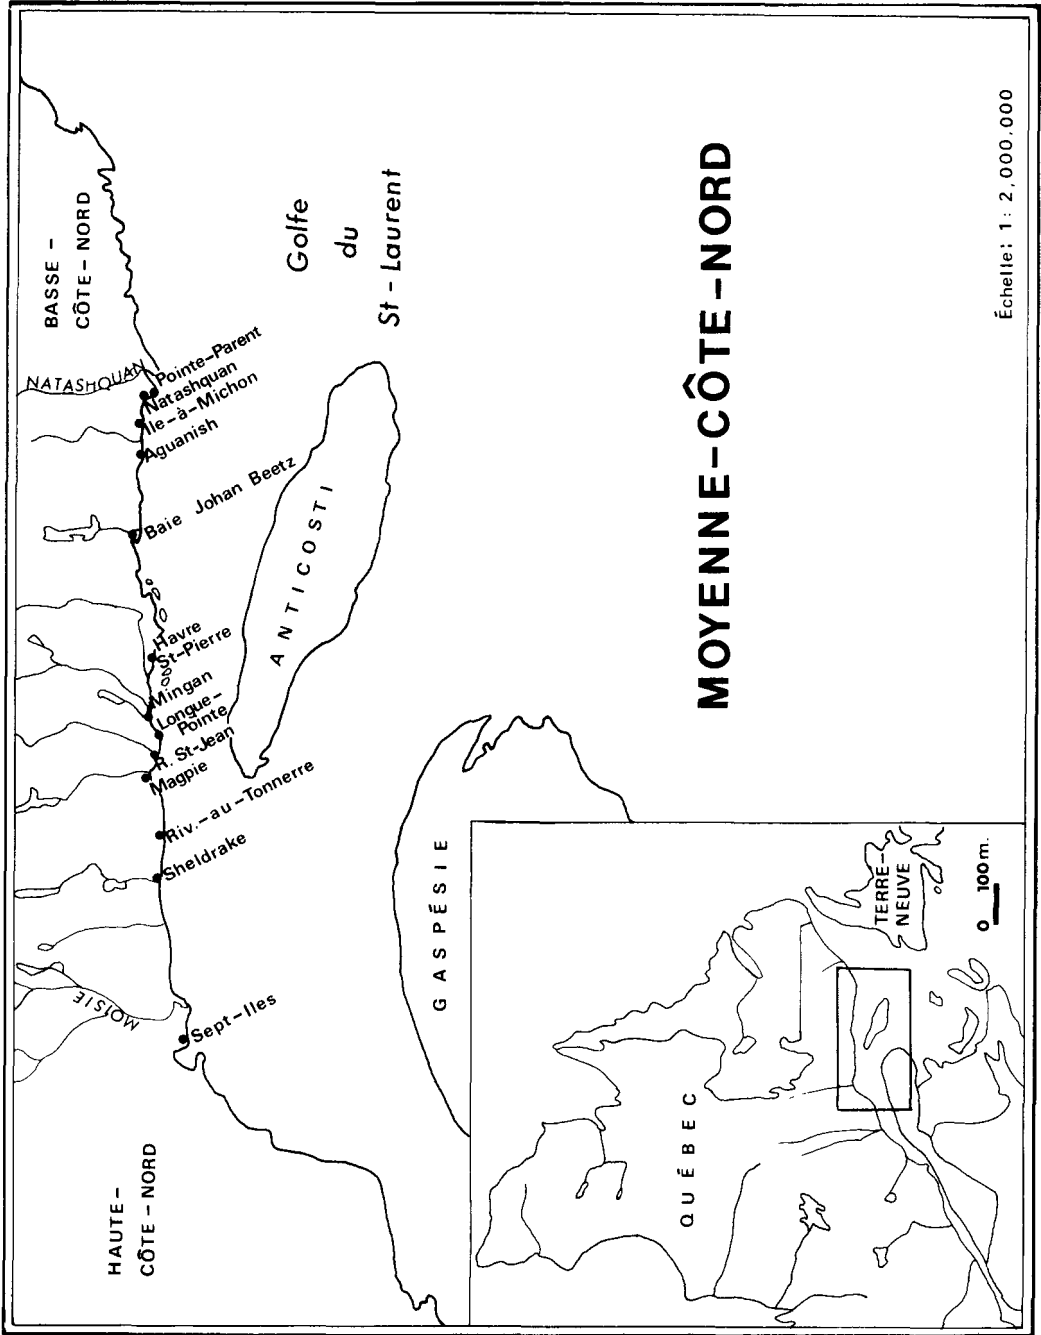 BASSE-
CÔTE-NORD
NATASHQUAN
Pointe-Parent
Natashquan
Ile-à-Michon
Aguanish
Baie Johan Beetz
Havre
St-Pierre
Mingan
Longue-
Pointe
R. St-Jean
Magpie
Riv.-au-Tonnerre
Sheldrake
MOISIE
Sept-Iles
HAUTE-
CÔTE-NORD
Golfe
du
St-Laurent
ANTICOSTI
GASPÉSIE
MOYENNE-CÔTE-NORD
Échelle: 1: 2,000,000
QUÉBEC
TERRE-
NEUVE
0 100m.